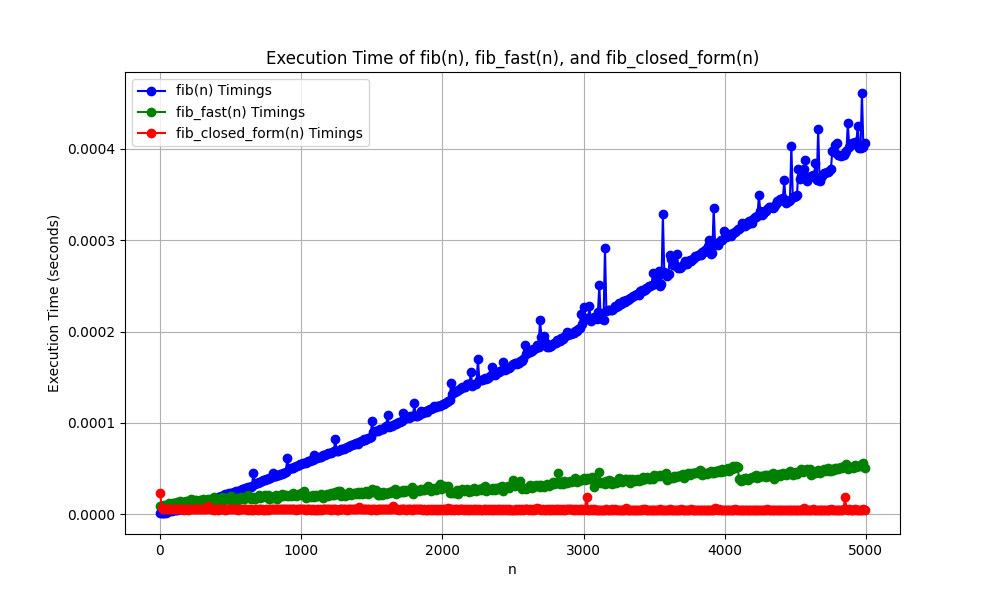 Execution Time of fib(n), fib_fast(n), and fib_closed_form(n)
fib(n) Timings
fib_fast(n) Timings
fib_closed_form(n) Timings
Execution Time (seconds)
0.0004
0.0003
0.0002
0.0001
0.0000
0 1000 2000 3000 4000 5000
n